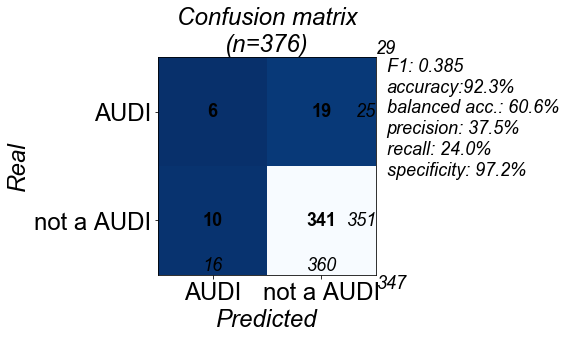 Confusion matrix
(n=376)
29
F1: 0.385
accuracy:92.3%
balanced acc.: 60.6%
precision: 37.5%
recall: 24.0%
specificity: 97.2%
AUDI
6
19
25
Real
not a AUDI
10
341
351
16
360
347
AUDI
not a AUDI
Predicted